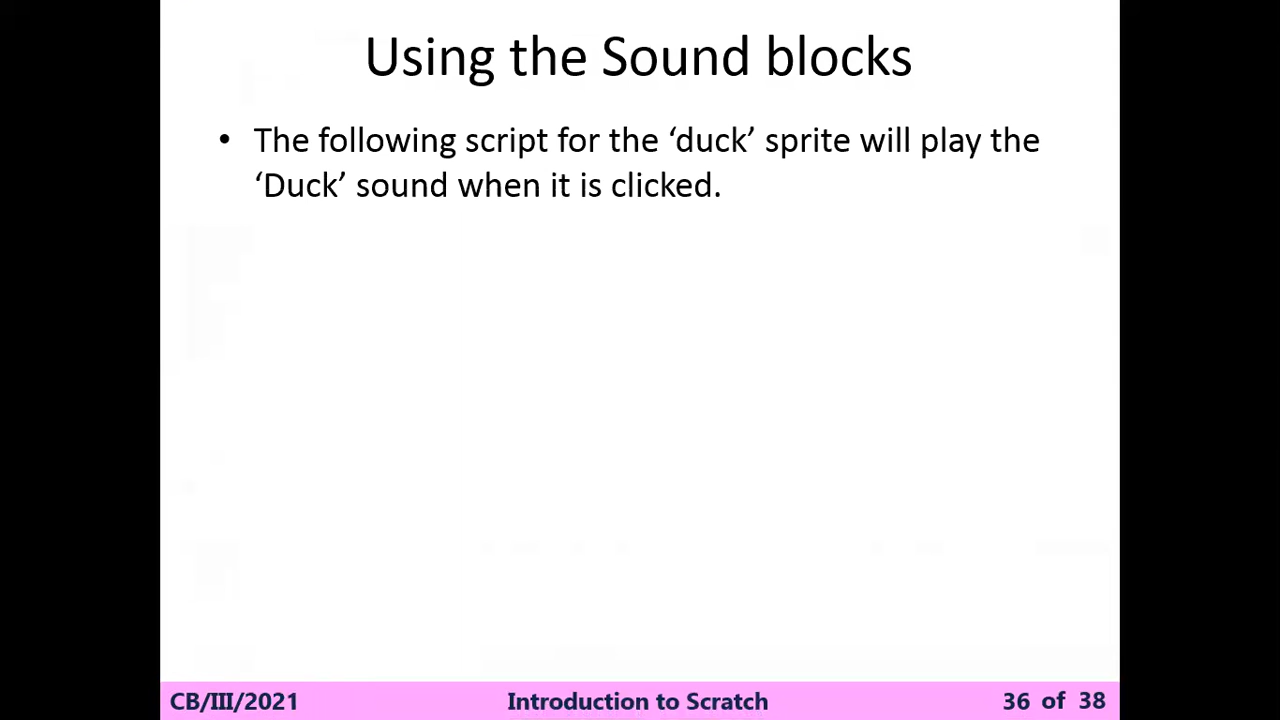 Using the Sound blocks
• The following script for the ‘duck’ sprite will play the
‘Duck’ sound when it is clicked.
CB/III/2021 Introduction to Scratch 36 of 38